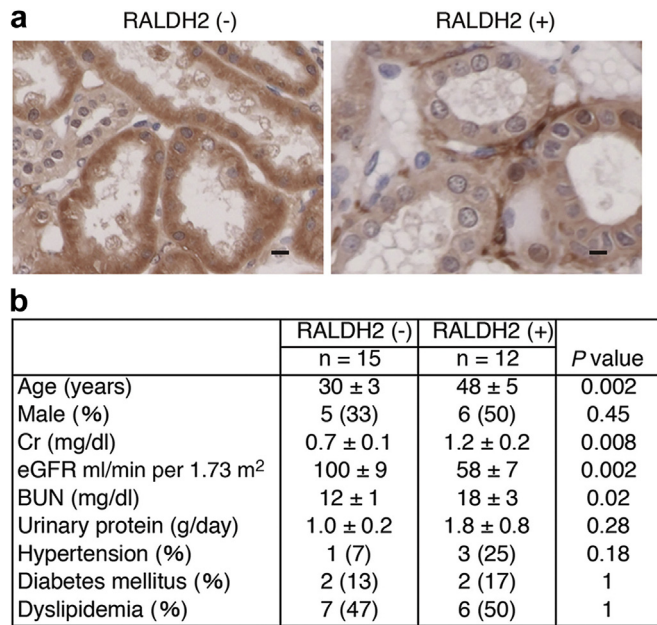 a
RALDH2 (-) RALDH2 (+)
b
RALDH2 (-) RALDH2 (+)
n = 15 n = 12 P value
Age (years) 30 ± 3 48 ± 5 0.002
Male (%) 5 (33) 6 (50) 0.45
Cr (mg/dl) 0.7 ± 0.1 1.2 ± 0.2 0.008
eGFR ml/min per 1.73 m² 100 ± 9 58 ± 7 0.002
BUN (mg/dl) 12 ± 1 18 ± 3 0.02
Urinary protein (g/day) 1.0 ± 0.2 1.8 ± 0.8 0.28
Hypertension (%) 1 (7) 3 (25) 0.18
Diabetes mellitus (%) 2 (13) 2 (17) 1
Dyslipidemia (%) 7 (47) 6 (50) 1